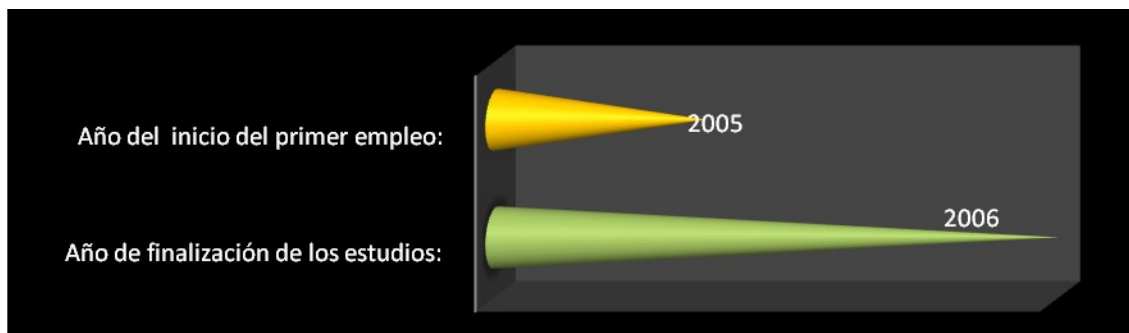 Año del inicio del primer empleo:
2005
Año de finalización de los estudios:
2006